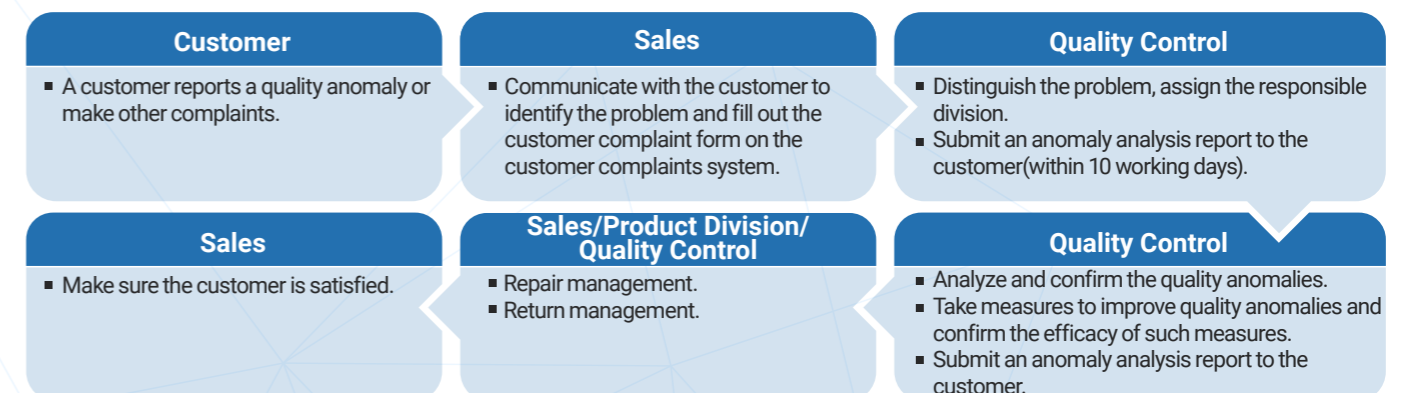 Customer
■ A customer reports a quality anomaly or
make other complaints.
Sales
■ Communicate with the customer to
identify the problem and fill out the
customer complaint form on the
customer complaints system.
Quality Control
■ Distinguish the problem, assign the responsible
division.
■ Submit an anomaly analysis report to the
customer(within 10 working days).
Quality Control
■ Analyze and confirm the quality anomalies.
■ Take measures to improve quality anomalies and
confirm the efficacy of such measures.
■ Submit an anomaly analysis report to the
customer.
Sales/Product Division/
Quality Control
■ Repair management.
■ Return management.
Sales
■ Make sure the customer is satisfied.